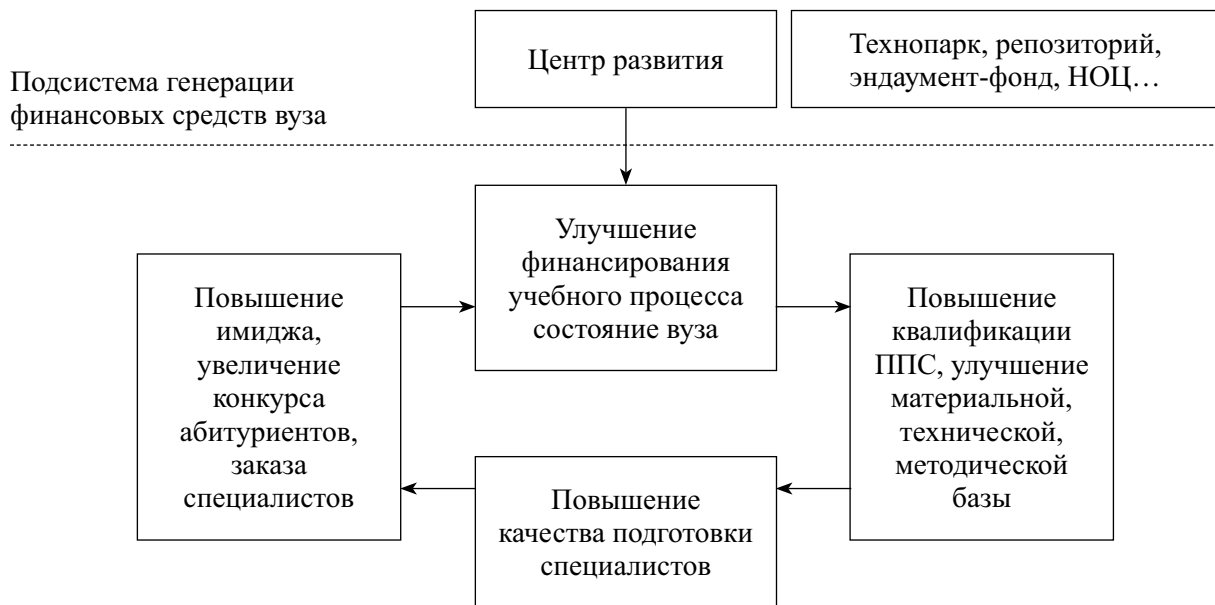 Подсистема генерации
финансовых средств вуза
Центр развития
Технопарк, репозиторий,
эндаумент-фонд, НОЦ…
Улучшение
финансирования
учебного процесса
состояние вуза
Повышение
имиджа,
увеличение
конкурса
абитуриентов,
заказа
специалистов
Повышение
квалификации
ППС, улучшение
материальной,
технической,
методической
базы
Повышение
качества подготовки
специалистов